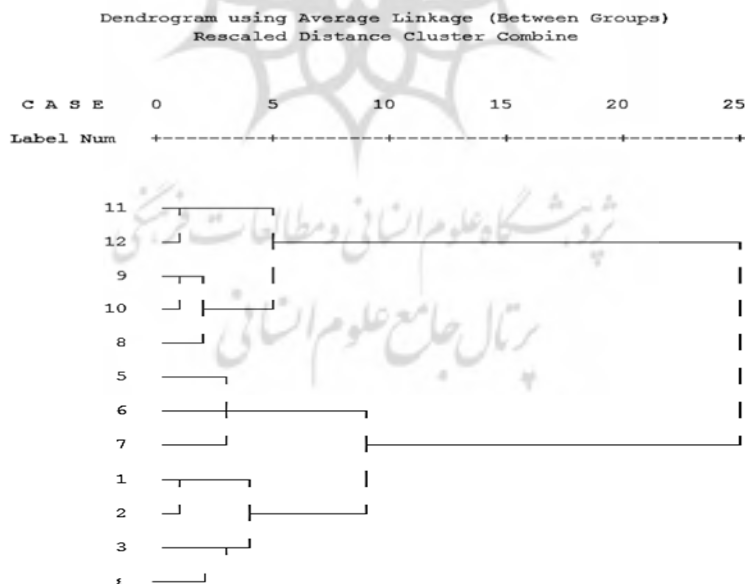 Dendrogram using Average Linkage (Between Groups)
Rescaled Distance Cluster Combine
C A S E 0 5 10 15 20 25
Label Num +---------+---------+---------+---------+---------+
11
12
9
10
8
5
6
7
1
2
3
پژوهشگاه علوم انسانی و مطالعات فرهنگی
پرتال جامع علوم انسانی